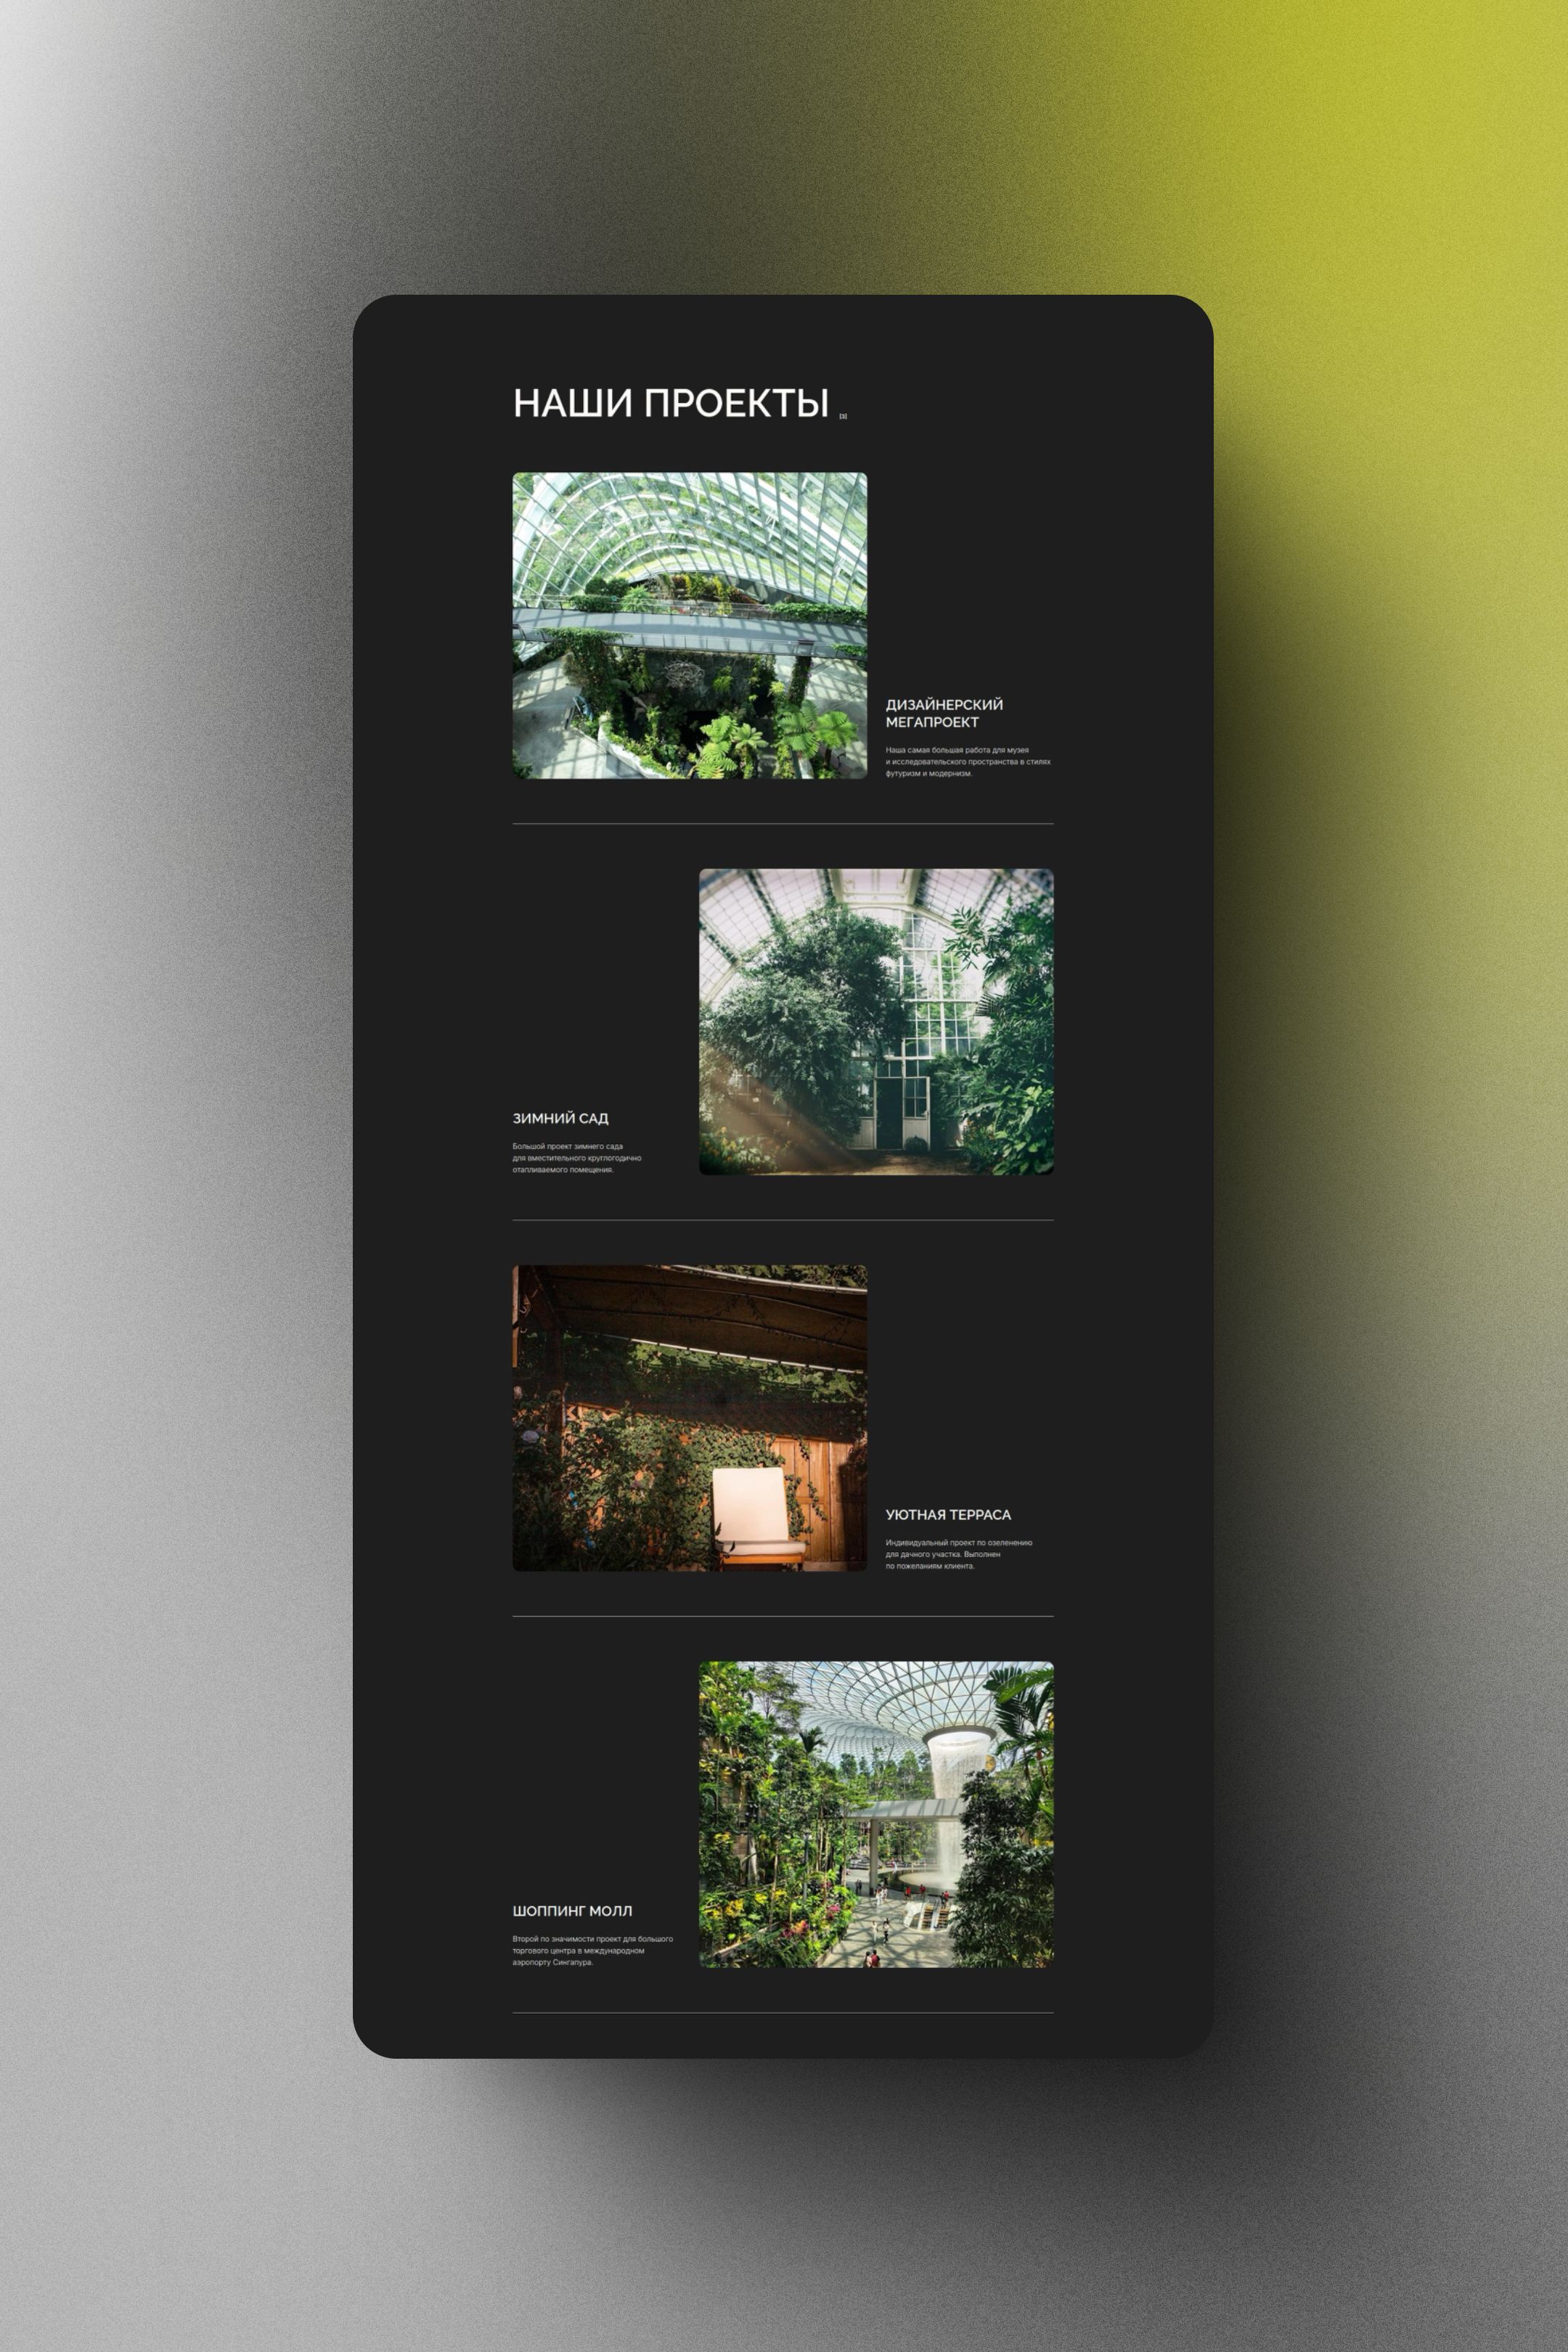 НАШИ ПРОЕКТЫ [3]
ДИЗАЙНЕРСКИЙ
МЕГАПРОЕКТ
Наша самая большая работа для музея
и исследовательского пространства в стилях
футуризм и модернизм.
ЗИМНИЙ САД
Большой проект зимнего сада
для вместительного круглогодично
отапливаемого помещения.
УЮТНАЯ ТЕРРАСА
Индивидуальный проект по озеленению
для дачного участка. Выполнен
по пожеланиям клиента.
ШОППИНГ МОЛЛ
Второй по значимости проект для большого
торгового центра в международном
аэропорту Сингапура.